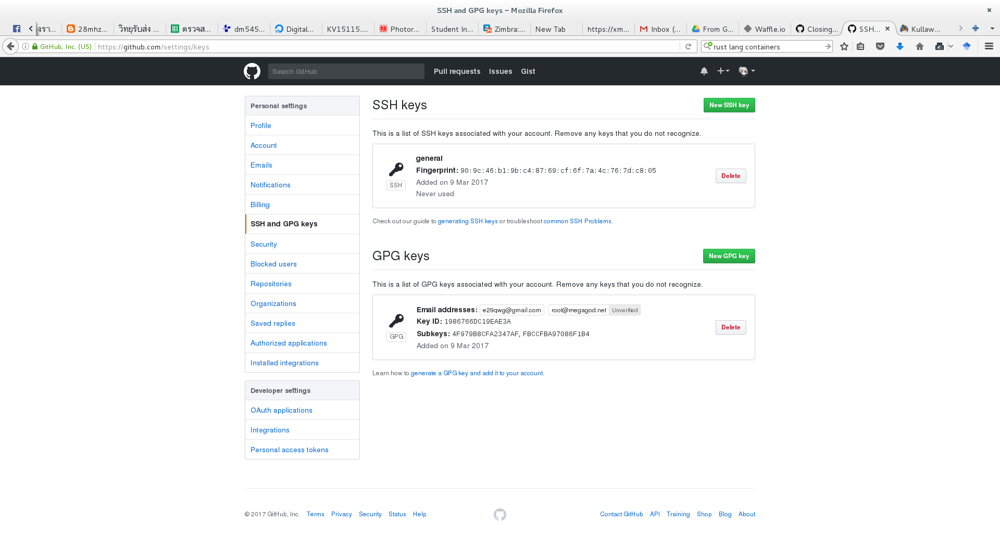 SSH and GPG keys – Mozilla Firefox
งรา... 28mhz... วิทยุรับส่ง ... ตรวจส... dm545... Digital... KV15115.... Photor... Student In... Zimbra:... New Tab https://xm... Inbox (... From G... Waffle.io Closing... SSH... Kullaw...
GitHub, Inc. (US) https://github.com/settings/keys rust lang containers
Search GitHub Pull requests Issues Gist
Personal settings
Profile
Account
Emails
Notifications
Billing
SSH and GPG keys
Security
Blocked users
Repositories
Organizations
Saved replies
Authorized applications
Installed integrations
Developer settings
OAuth applications
Integrations
Personal access tokens
SSH keys New SSH key
This is a list of SSH keys associated with your account. Remove any keys that you do not recognize.
general
Fingerprint: 90:9c:46:b1:9b:c4:87:69:cf:6f:7a:4c:76:7d:c8:05
Added on 9 Mar 2017
Never used
SSH
Delete
Check out our guide to generating SSH keys or troubleshoot common SSH Problems.
GPG keys New GPG key
This is a list of GPG keys associated with your account. Remove any keys that you do not recognize.
Email addresses: e29qwg@gmail.com root@megagod.net Unverified
Key ID: 1986766DC19EAE3A
Subkeys: 4F979B8CFA2347AF, FBCCFBA97086F1B4
Added on 9 Mar 2017
GPG
Delete
Learn how to generate a GPG key and add it to your account.
© 2017 GitHub, Inc. Terms Privacy Security Status Help Contact GitHub API Training Shop Blog About